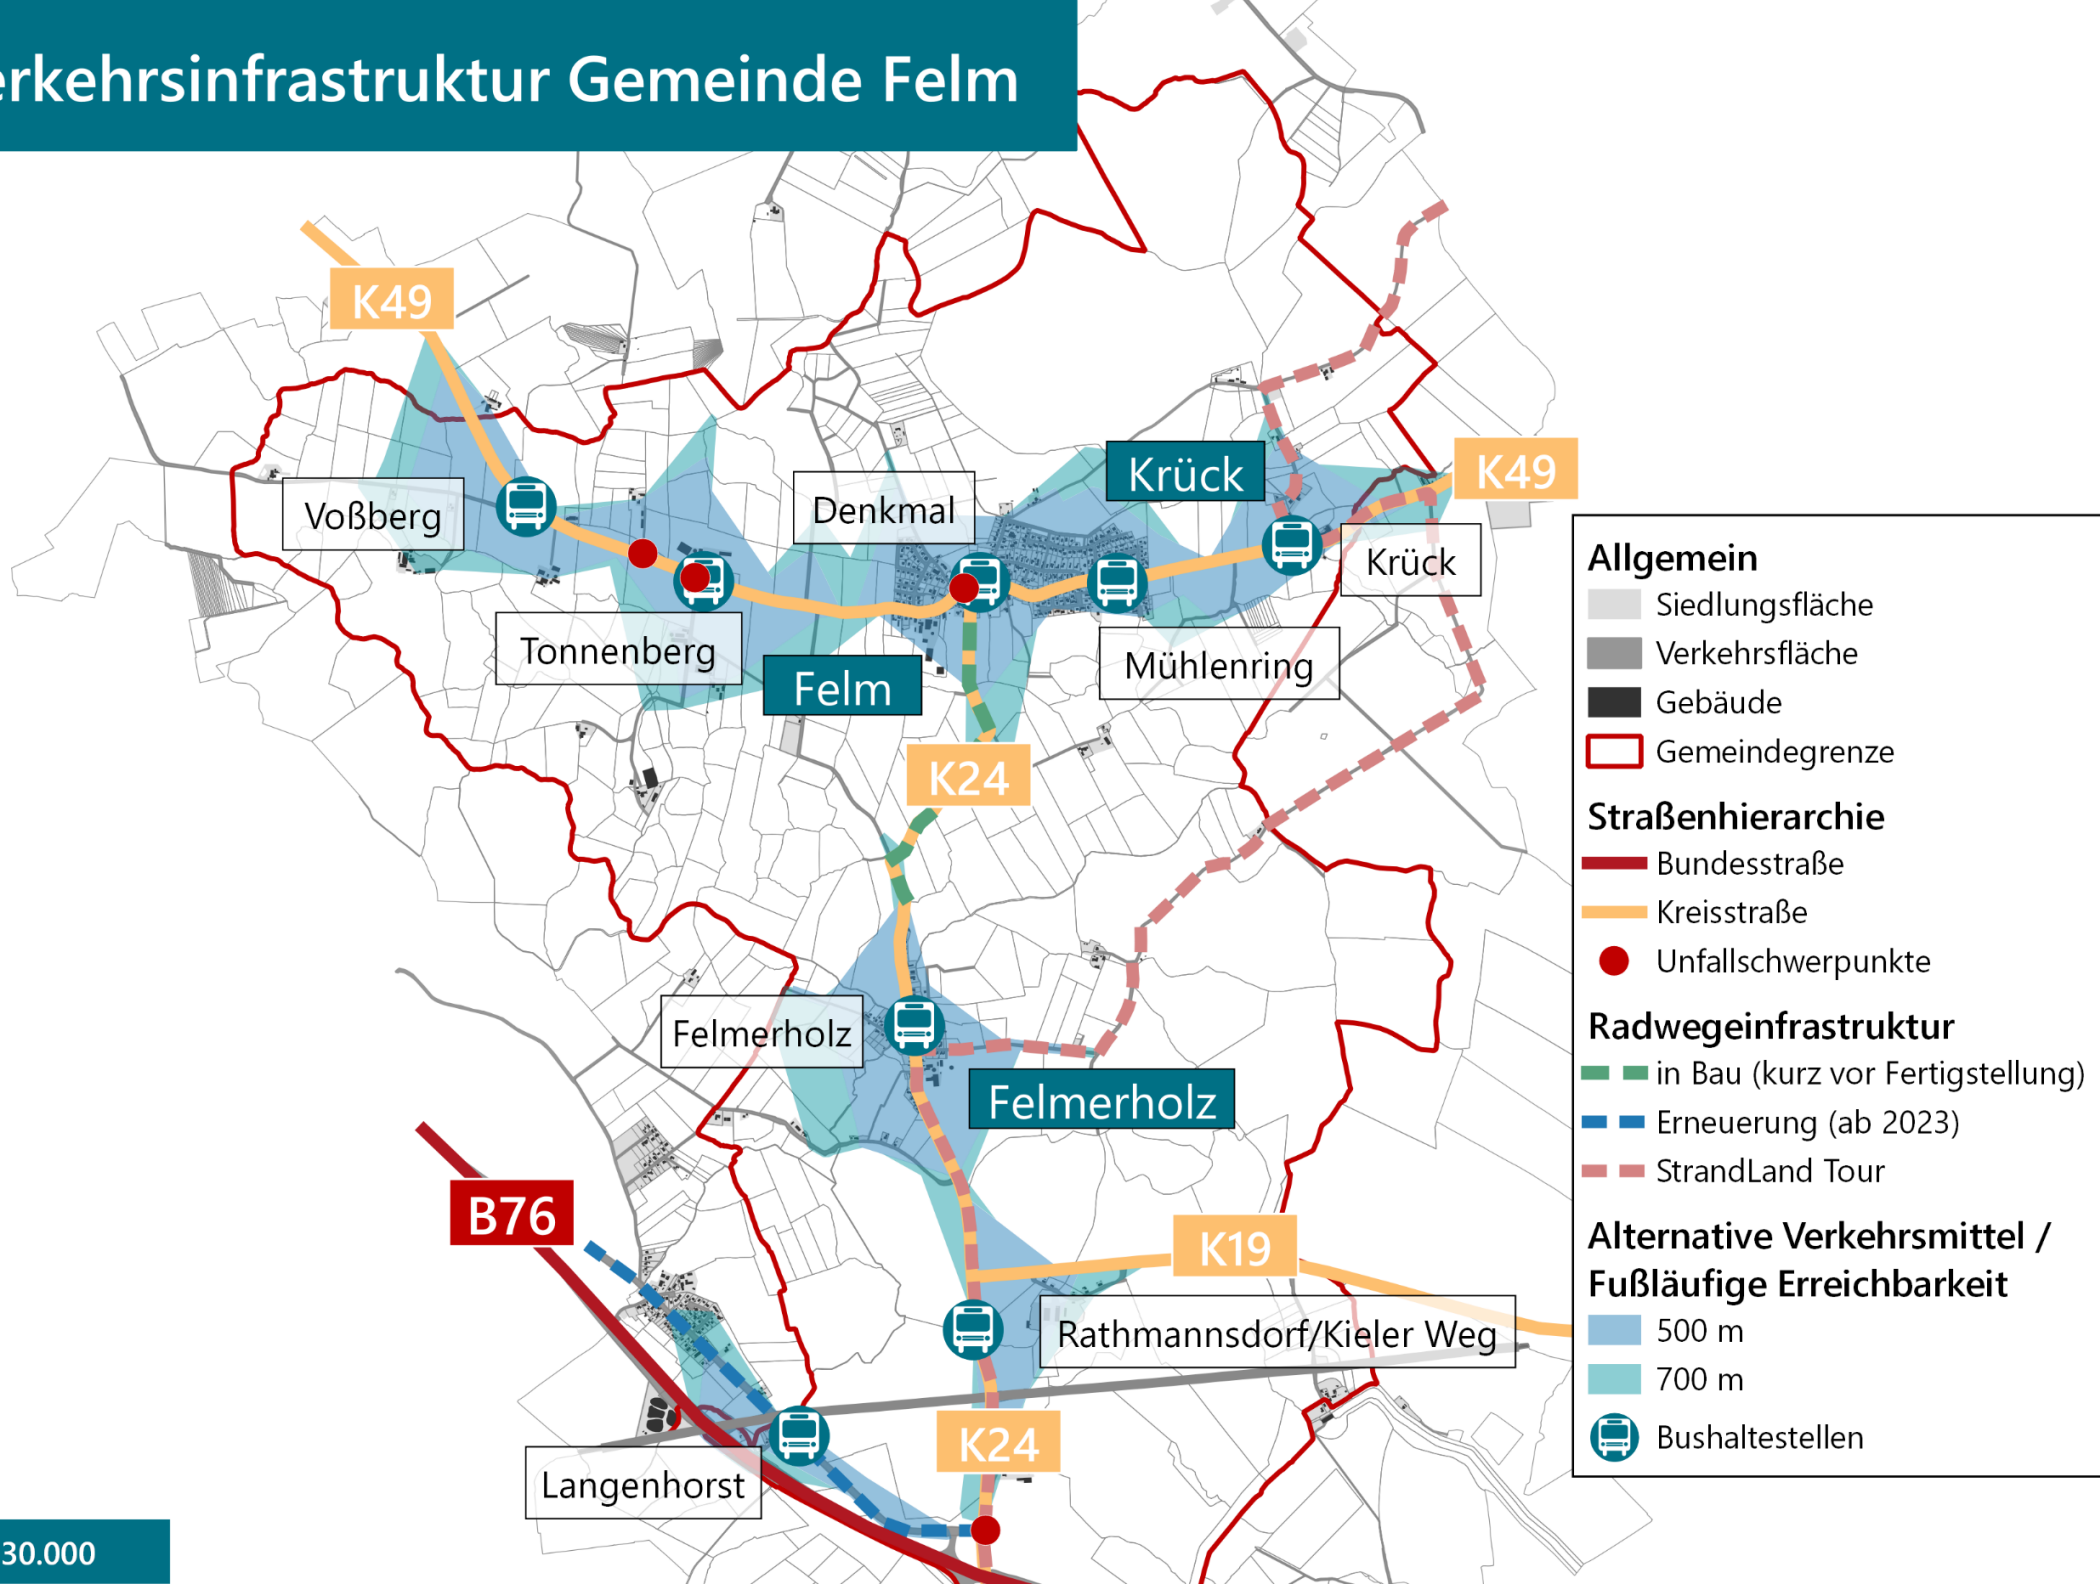 erkehrsinfrastruktur Gemeinde Felm
K49
Voßberg
Denkmal
Krück
K49
Krück
Tonnenberg
Felm
Mühlenring
K24
Felmerholz
Felmerholz
B76
K19
Rathmannsdorf/Kieler Weg
K24
Langenhorst
30.000
Allgemein
Siedlungsfläche
Verkehrsfläche
Gebäude
Gemeindegrenze
Straßenhierarchie
Bundesstraße
Kreisstraße
Unfallschwerpunkte
Radwegeinfrastruktur
in Bau (kurz vor Fertigstellung)
Erneuerung (ab 2023)
StrandLand Tour
Alternative Verkehrsmittel /
Fußläufige Erreichbarkeit
500 m
700 m
Bushaltestellen